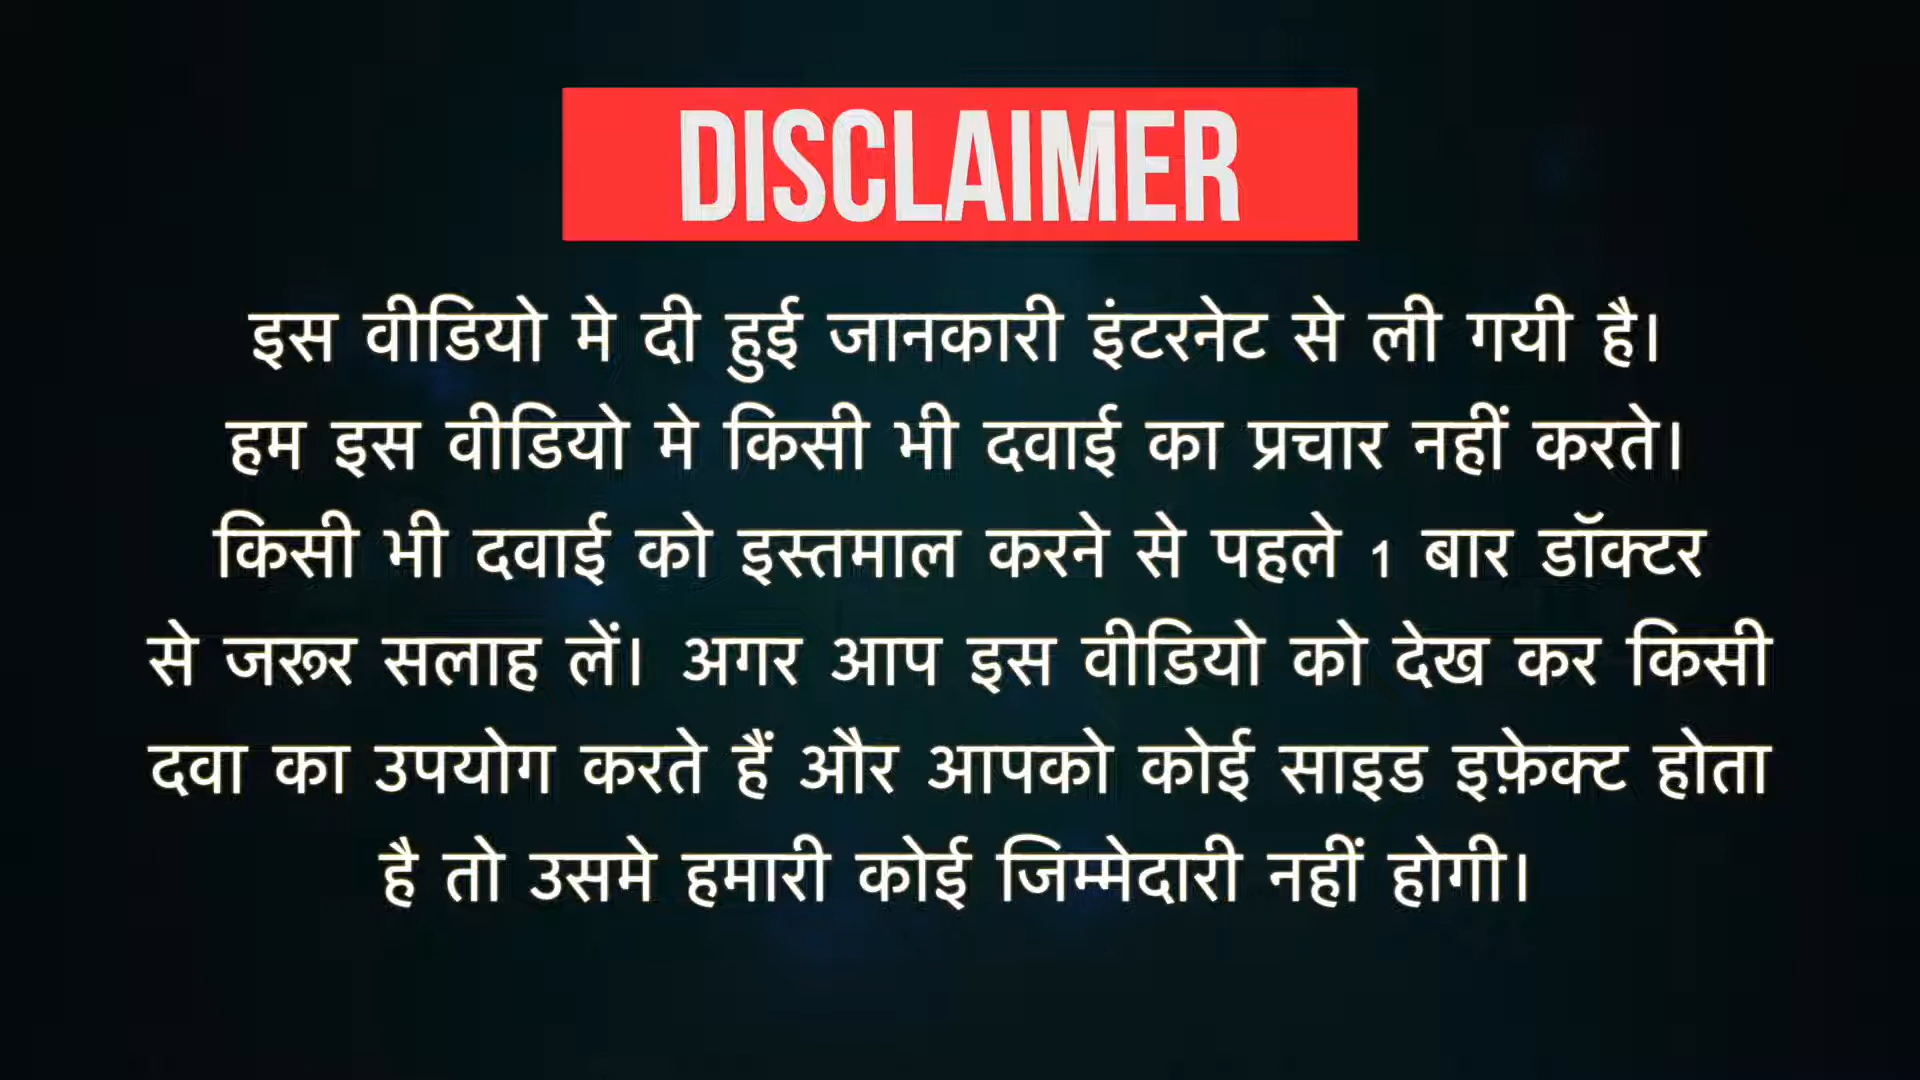 DISCLAIMER
इस वीडियो मे दी हुई जानकारी इंटरनेट से ली गयी है।
हम इस वीडियो मे किसी भी दवाई का प्रचार नहीं करते।
किसी भी दवाई को इस्तमाल करने से पहले 1 बार डॉक्टर
से जरूर सलाह लें। अगर आप इस वीडियो को देख कर किसी
दवा का उपयोग करते हैं और आपको कोई साइड इफ़ेक्ट होता
है तो उसमे हमारी कोई जिम्मेदारी नहीं होगी।